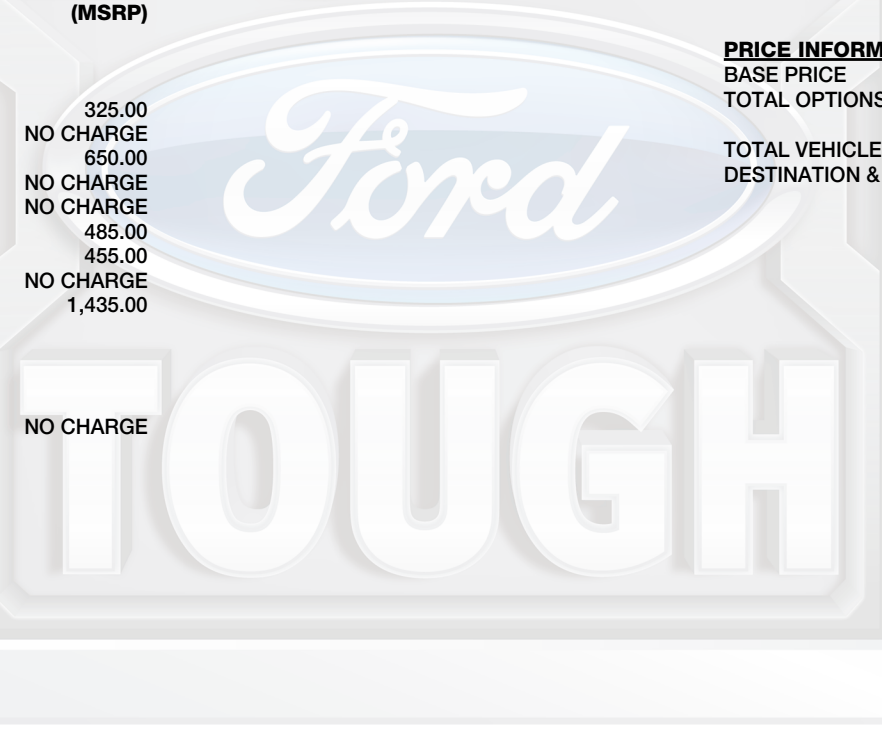 (MSRP)
325.00
NO CHARGE
650.00
NO CHARGE
NO CHARGE
485.00
455.00
NO CHARGE
1,435.00
NO CHARGE
PRICE INFORM
BASE PRICE
TOTAL OPTIONS
TOTAL VEHICLE
DESTINATION &
Ford
TOUGH